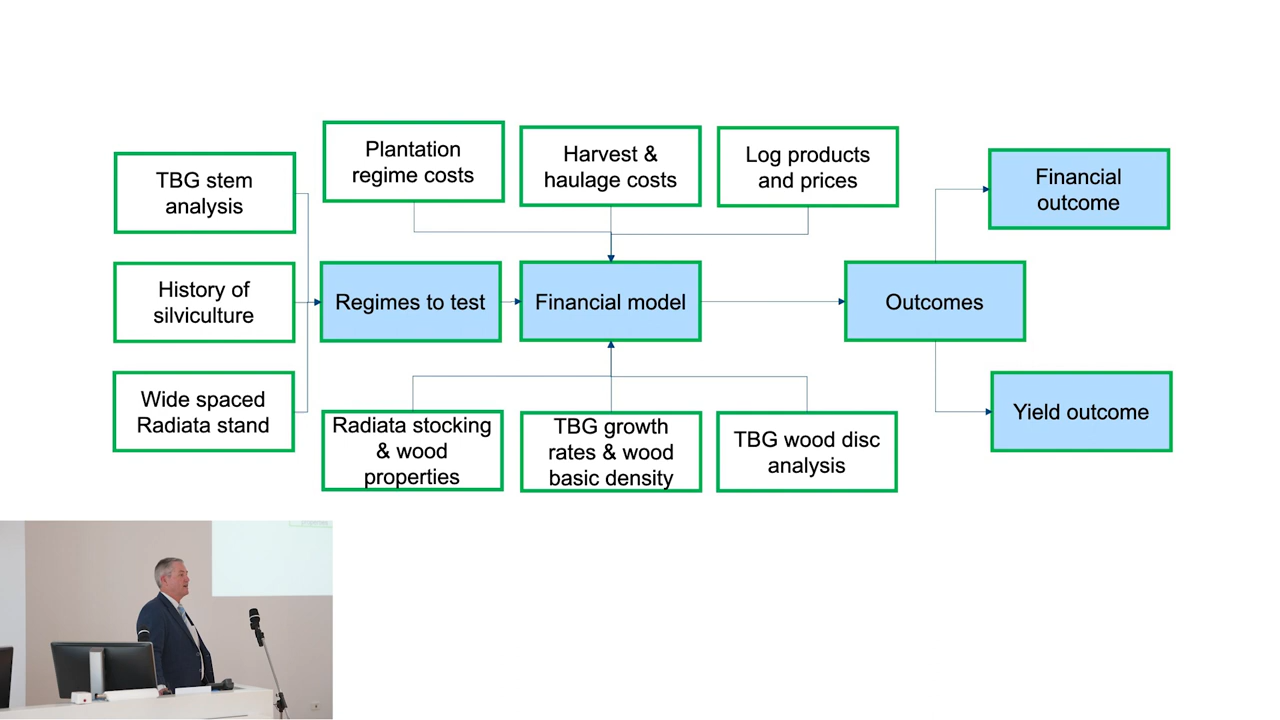 TBG stem
analysis
Plantation
regime costs
Harvest &
haulage costs
Log products
and prices
Financial
outcome
History of
silviculture
Regimes to test
Financial model
Outcomes
Wide spaced
Radiata stand
Radiata stocking
& wood
properties
TBG growth
rates & wood
basic density
TBG wood disc
analysis
Yield outcome